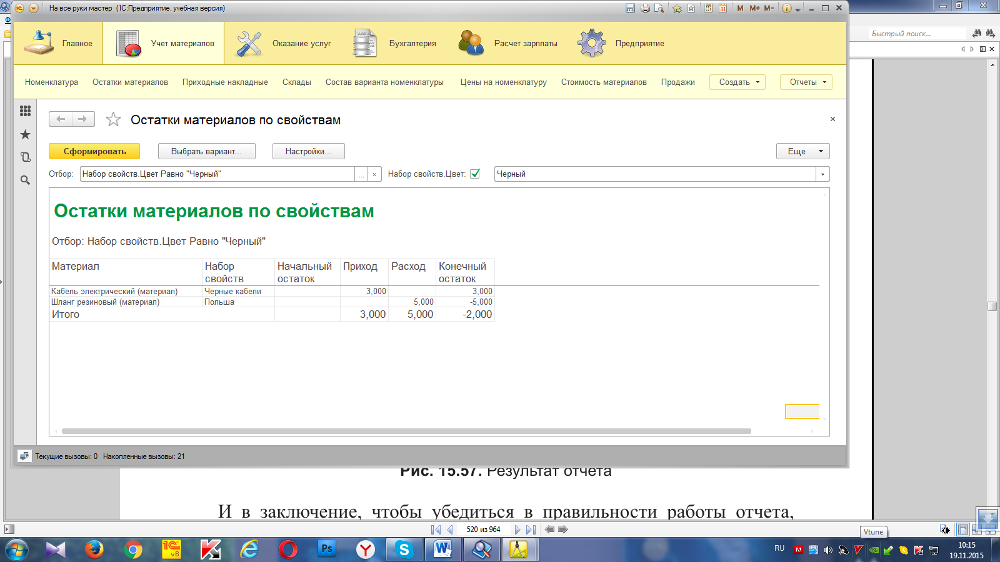 На все руки мастер (1С:Предприятие, учебная версия)
M M+ M-
31
Быстрый поиск...
Главное
Учет материалов
Оказание услуг
Бухгалтерия
Расчет зарплаты
Предприятие
Номенклатура Остатки материалов Приходные накладные Склады Состав варианта номенклатуры Цены на номенклатуру Стоимость материалов Продажи Создать Отчеты
Остатки материалов по свойствам
Сформировать Выбрать вариант... Настройки... Еще
Отбор: Набор свойств.Цвет Равно "Черный" ... × Набор свойств.Цвет: Черный
Остатки материалов по свойствам
Отбор: Набор свойств.Цвет Равно "Черный"
Материал Набор свойств Начальный остаток Приход Расход Конечный остаток
Кабель электрический (материал) Черные кабели 3,000 3,000
Шланг резиновый (материал) Польша 5,000 -5,000
Итого 3,000 5,000 -2,000
Текущие вызовы: 0 Накопленные вызовы: 21
Рис. 15.57. Результат отчета
И в заключение, чтобы убедиться в правильности работы отчета,
520 из 964
Vtune
1С v8
Ps
RU
10:15
19.11.2015